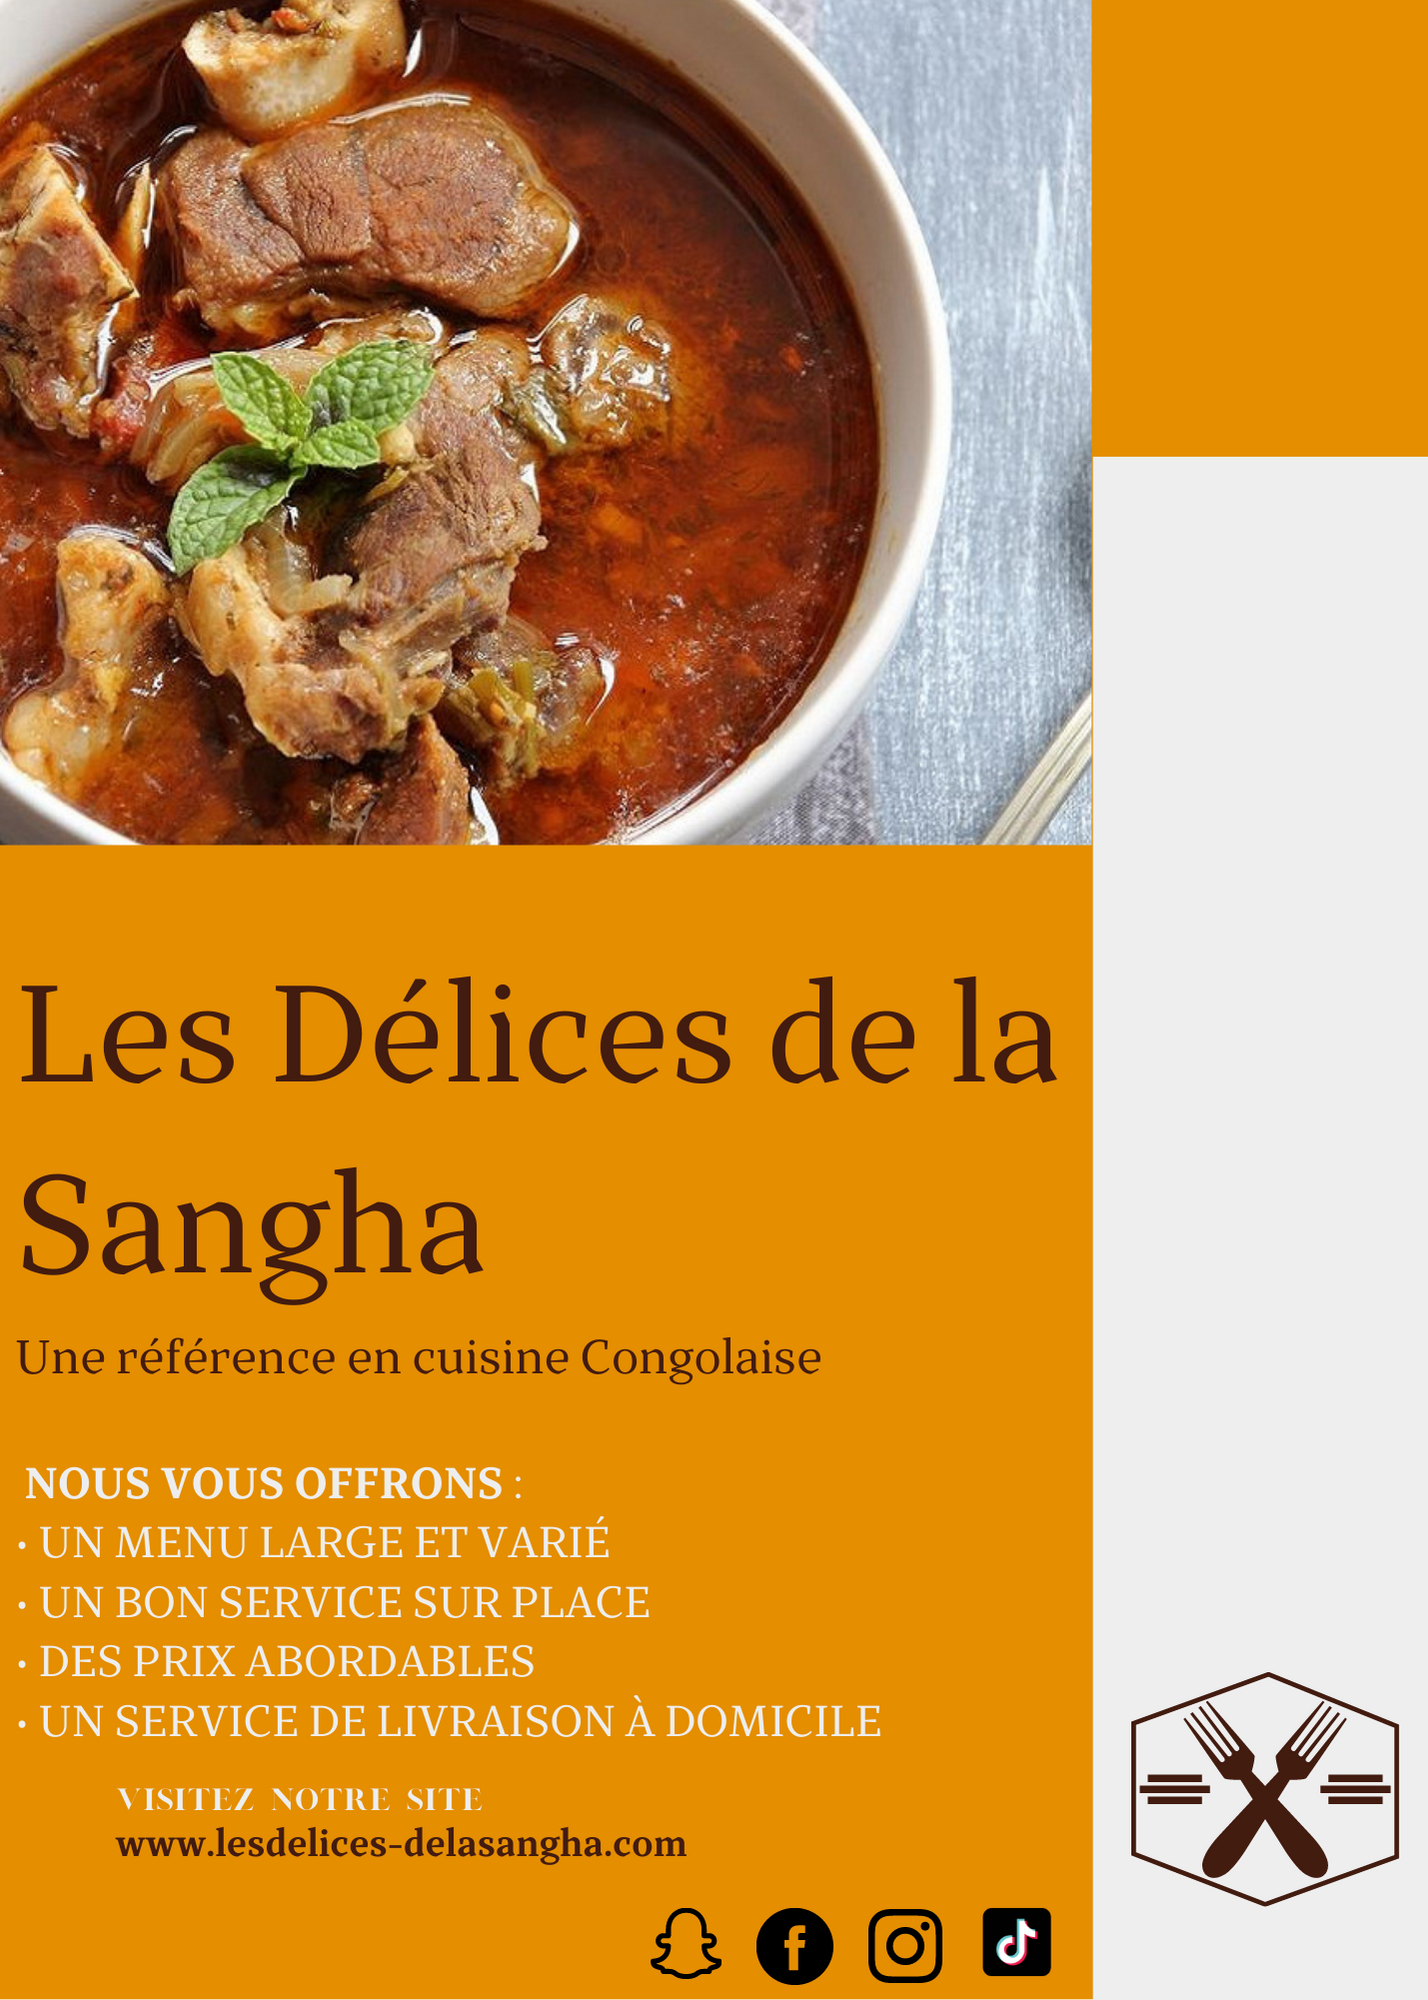 Les Délices de la
Sangha
Une référence en cuisine Congolaise
NOUS VOUS OFFRONS :
• UN MENU LARGE ET VARIÉ
• UN BON SERVICE SUR PLACE
• DES PRIX ABORDABLES
• UN SERVICE DE LIVRAISON À DOMICILE
VISITEZ NOTRE SITE
www.lesdelices-delasangha.com